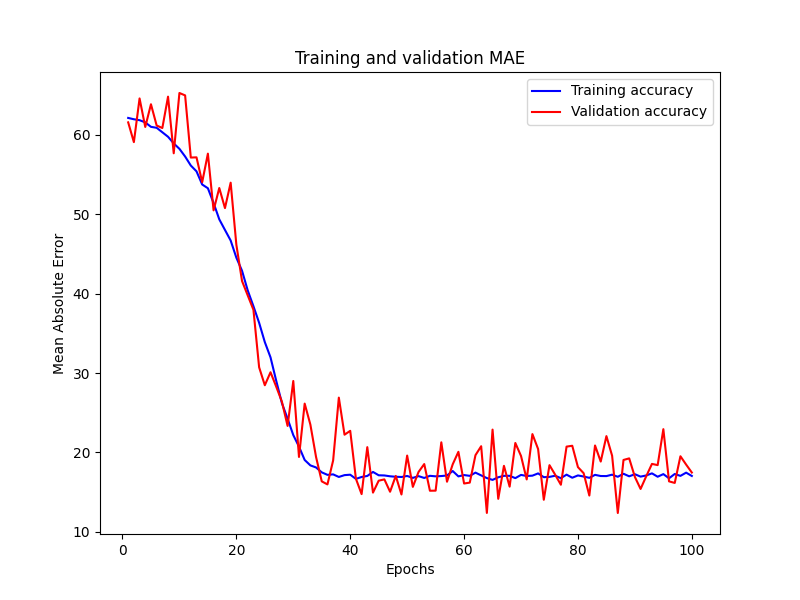 Training and validation MAE
Training accuracy
Validation accuracy
Mean Absolute Error
60
50
40
30
20
10
0
20
40
60
80
100
Epochs